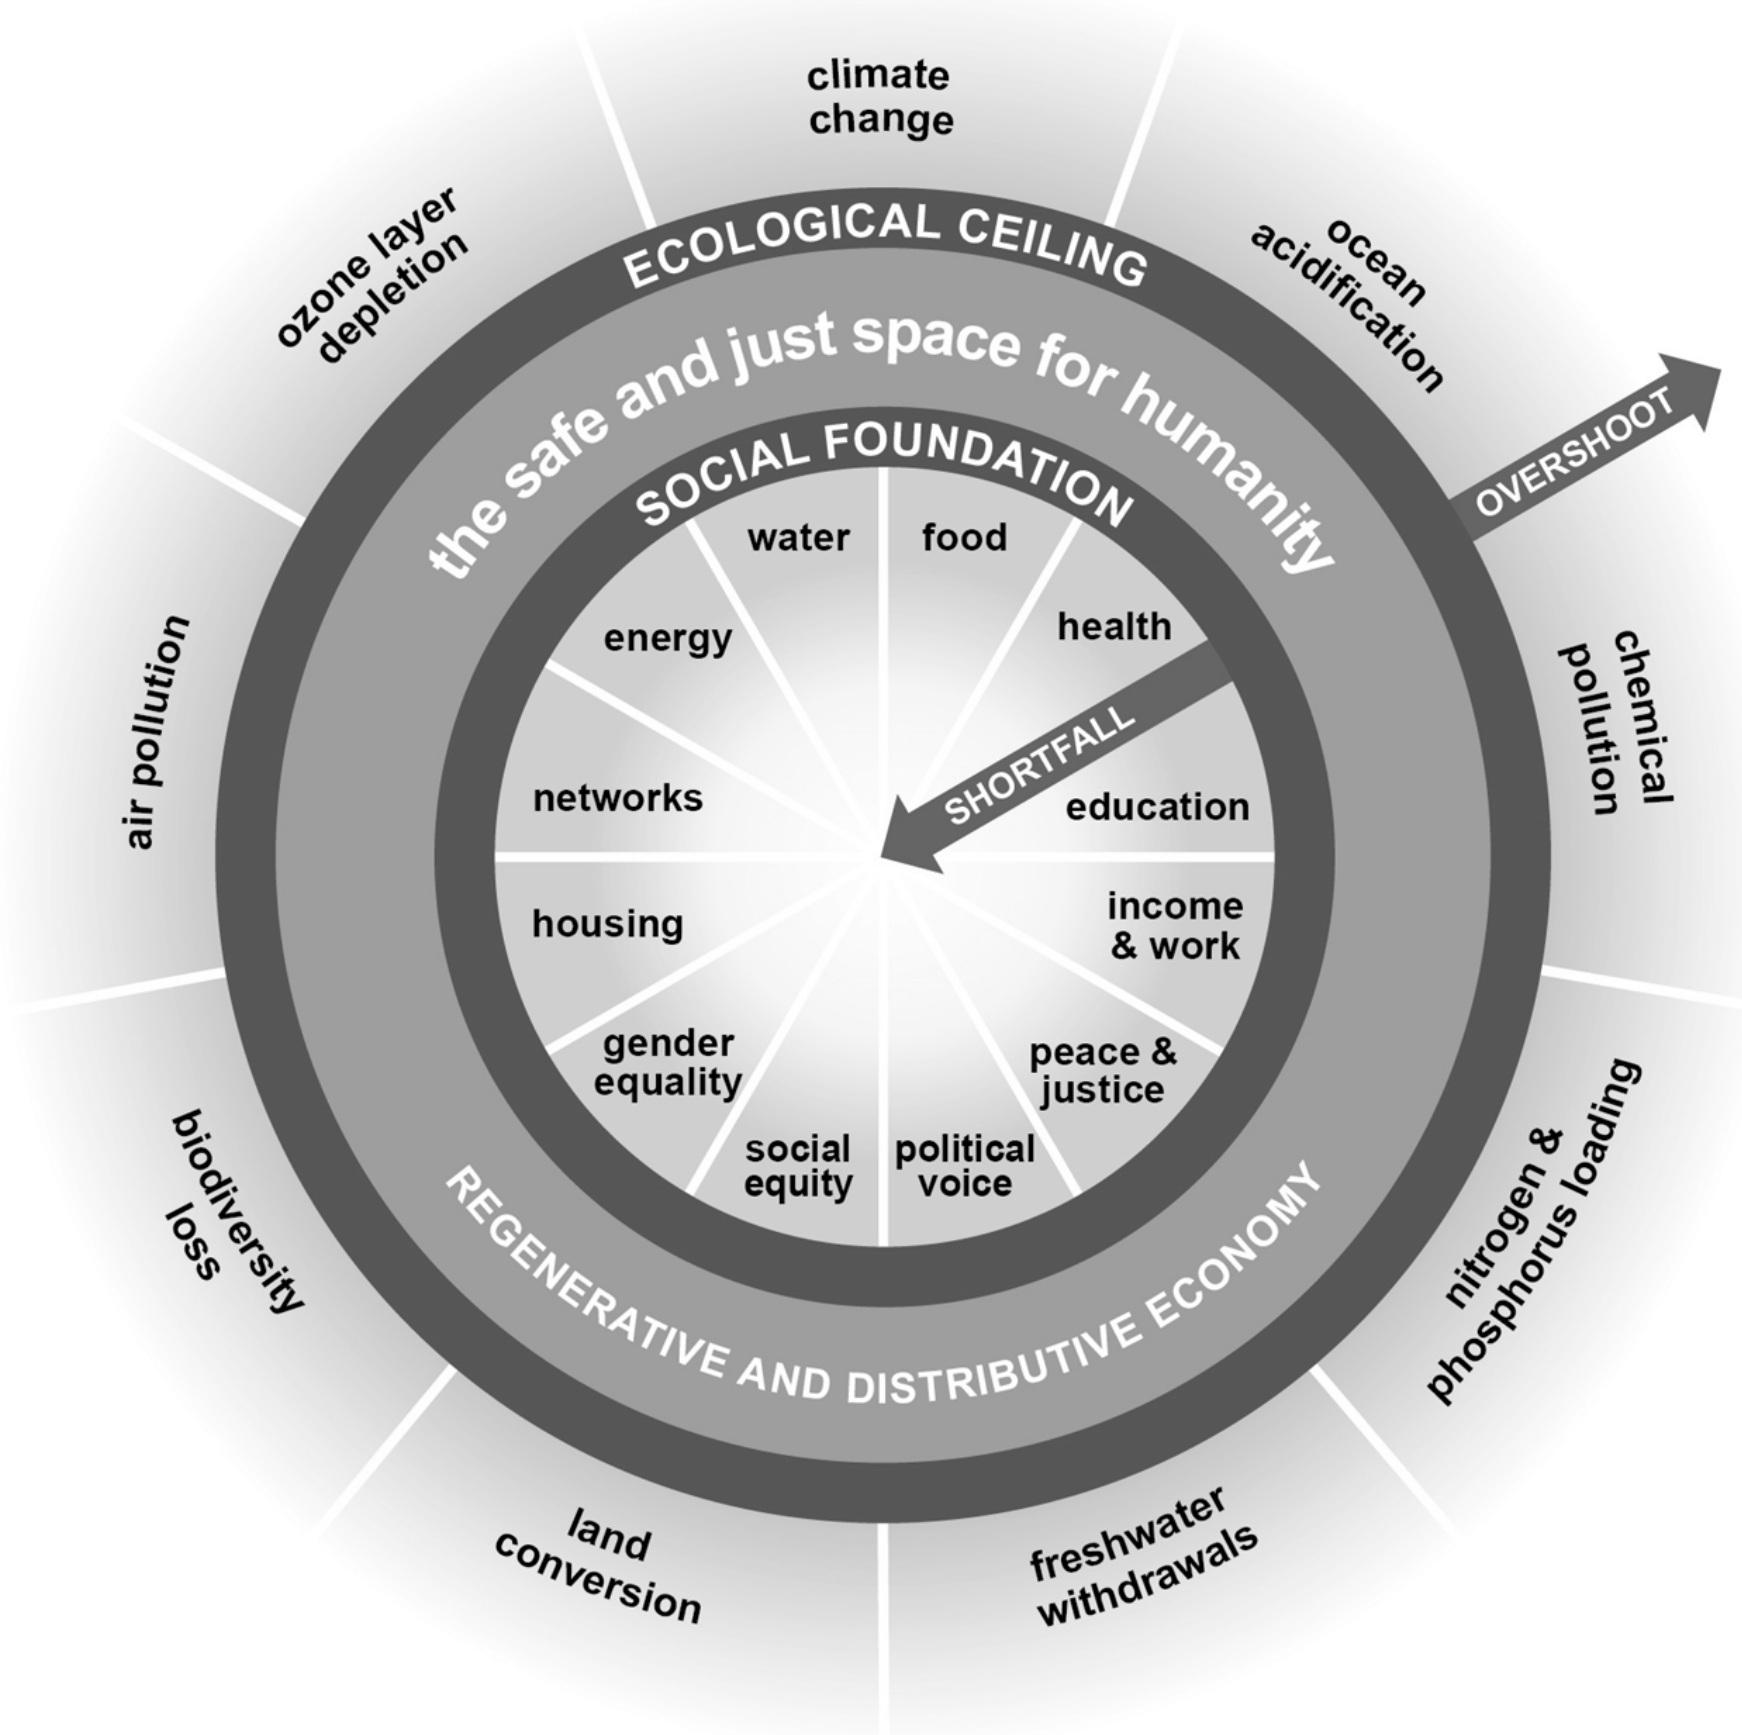 climate
change
ozone layer
depletion
ocean
acidification
ECOLOGICAL CEILING
the safe and just space for humanity
OVERSHOOT
SOCIAL FOUNDATION
water
food
energy
health
SHORTFALL
air pollution
chemical
pollution
networks
education
housing
income
& work
gender
equality
peace &
justice
social
equity
political
voice
biodiversity
loss
nitrogen &
phosphorus loading
REGENERATIVE AND DISTRIBUTIVE ECONOMY
land
conversion
freshwater
withdrawals